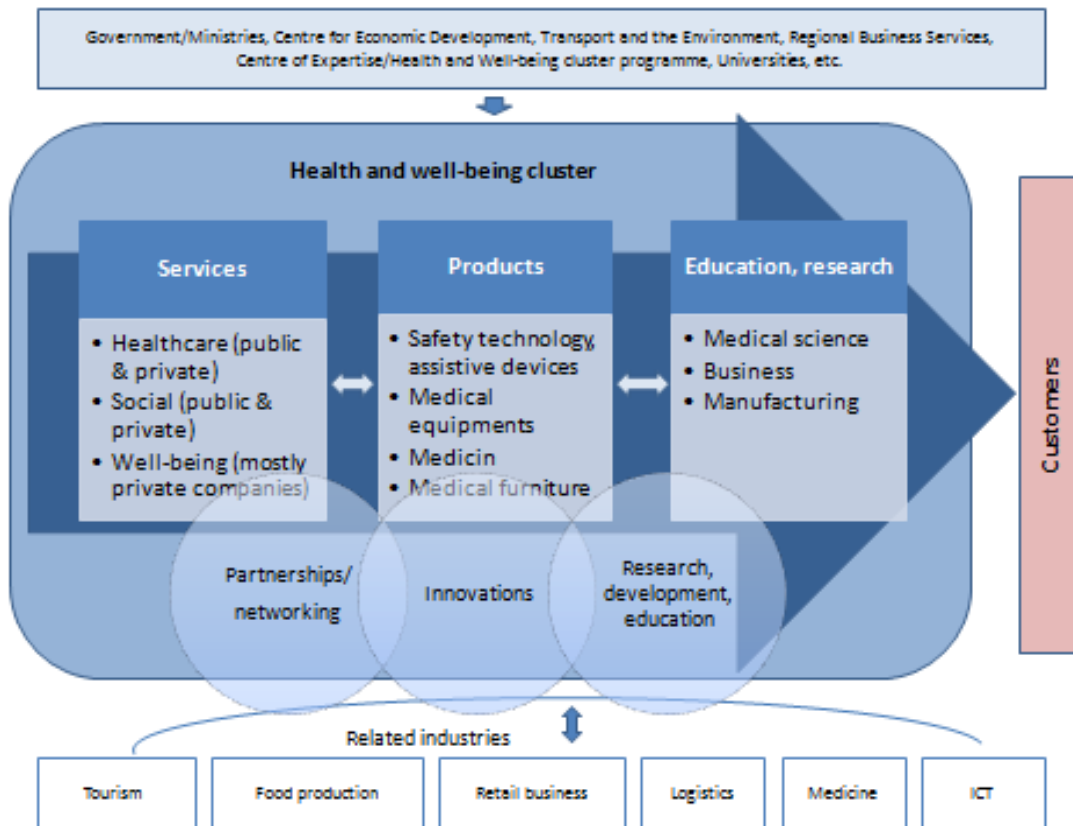 Government/Ministries, Centre for Economic Development, Transport and the Environment, Regional Business Services,
Centre of Expertise/Health and Well-being cluster programme, Universities, etc.
Health and well-being cluster
Services
• Healthcare (public
& private)
• Social (public &
private)
• Well-being (mostly
private companies)
Products
• Safety technology,
assistive devices
• Medical
equipments
• Medicin
• Medical furniture
Education, research
• Medical science
• Business
• Manufacturing
Customers
Partnerships/
networking
Innovations
Research,
development,
education
Related industries
Tourism
Food production
Retail business
Logistics
Medicine
ICT